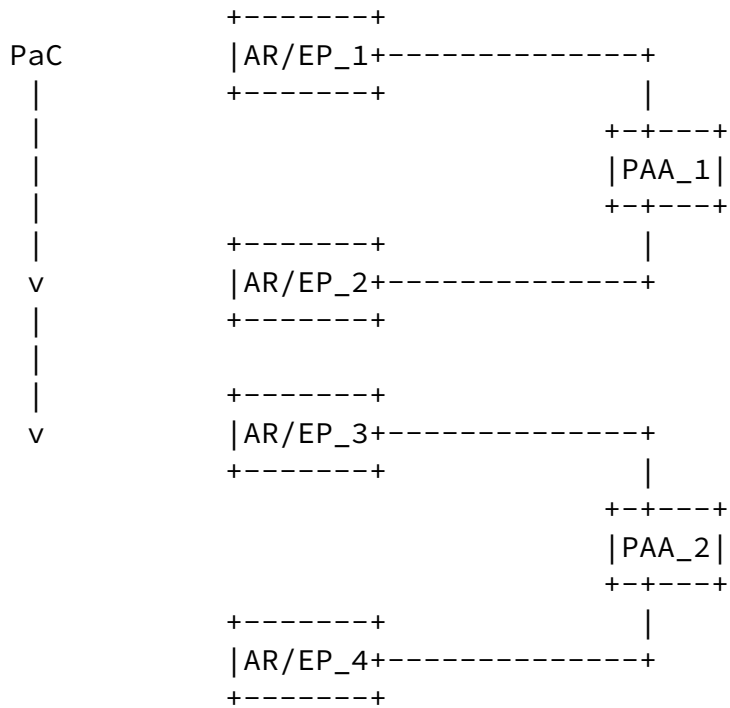 PaC
AR/EP_1
PAA_1
AR/EP_2
v
AR/EP_3
v
PAA_2
AR/EP_4